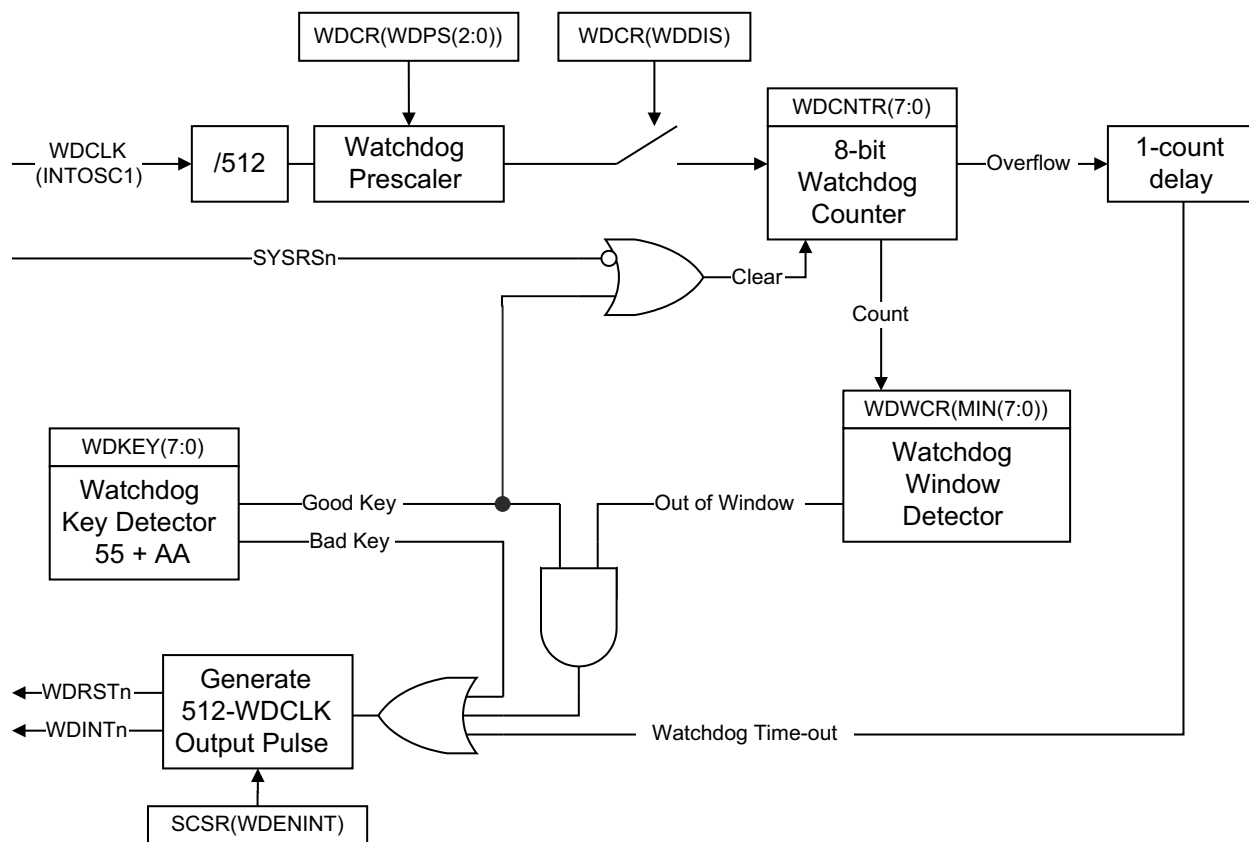 WDCR(WDPS(2:0))
WDCR(WDDIS)
WDCLK
(INTOSC1)
/512
Watchdog
Prescaler
WDCNTR(7:0)
8-bit
Watchdog
Counter
Overflow
1-count
delay
SYSRSn
Clear
Count
WDWCR(MIN(7:0))
Watchdog
Window
Detector
WDKEY(7:0)
Watchdog
Key Detector
55 + AA
Good Key
Bad Key
Out of Window
WDRSTn
WDINTn
Generate
512-WDCLK
Output Pulse
Watchdog Time-out
SCSR(WDENINT)